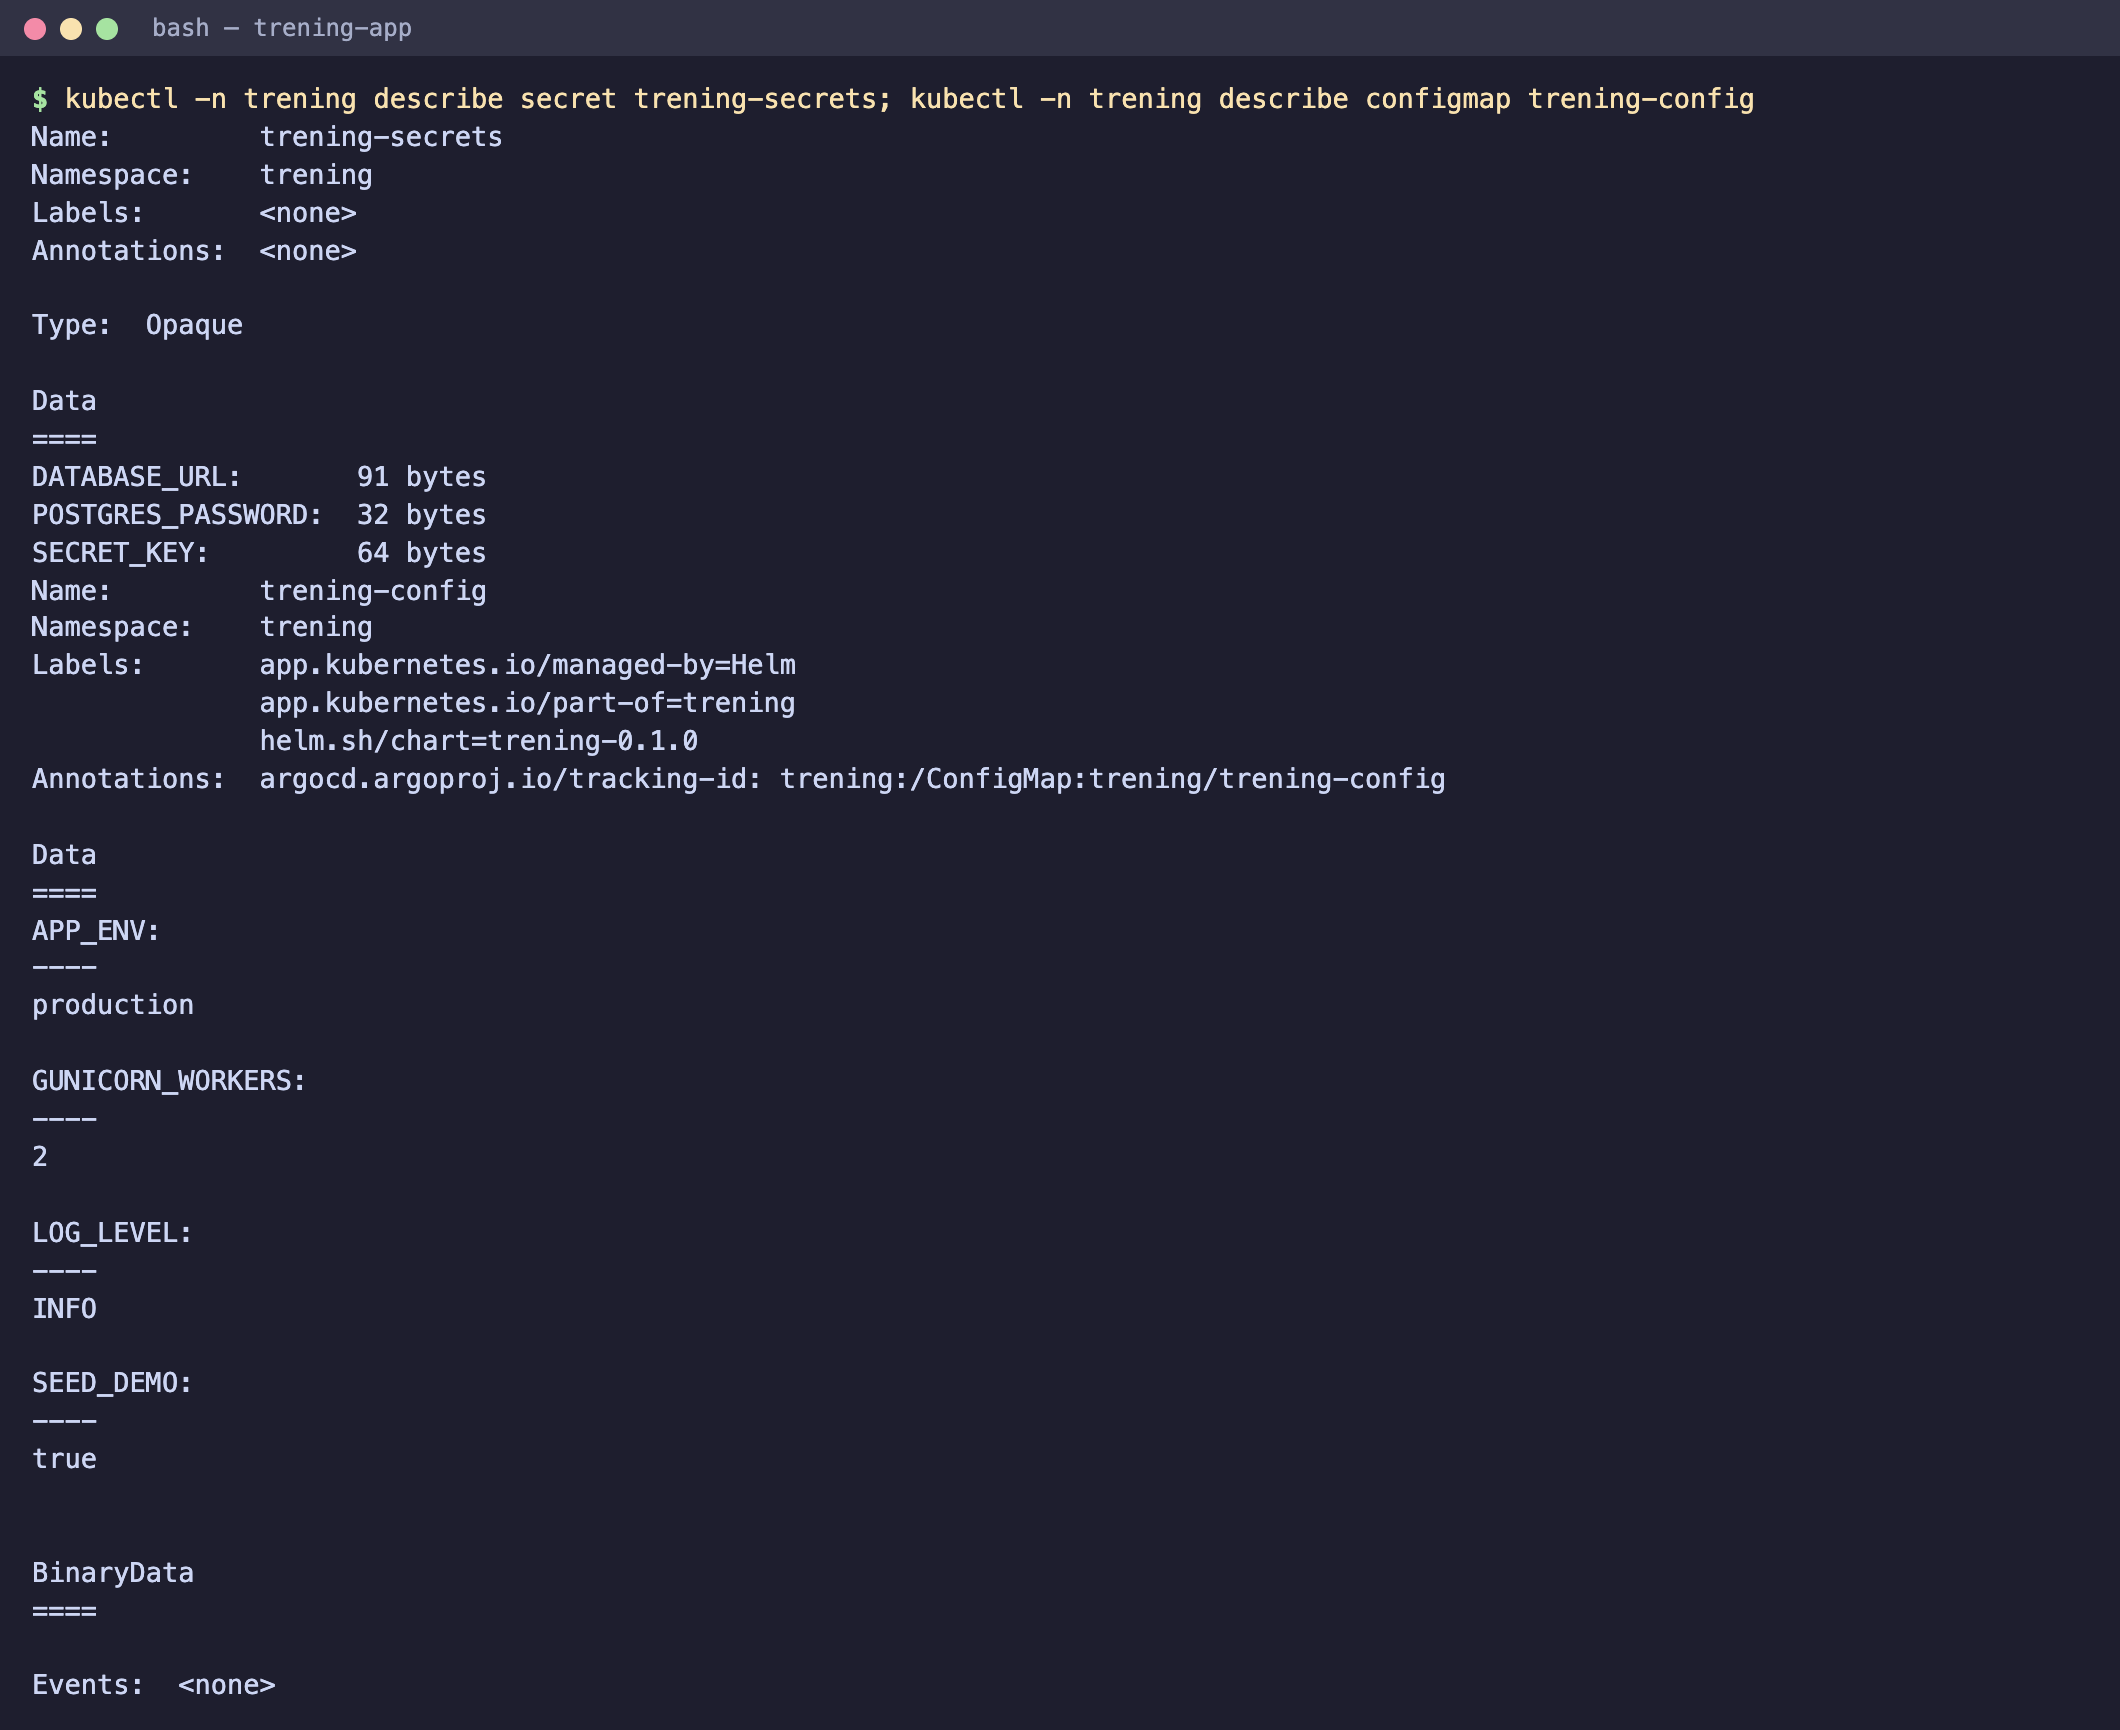 bash — trening-app
$ kubectl -n trening describe secret trening-secrets; kubectl -n trening describe configmap trening-config
Name:         trening-secrets
Namespace:    trening
Labels:       <none>
Annotations:  <none>

Type:  Opaque

Data
====
DATABASE_URL:       91 bytes
POSTGRES_PASSWORD:  32 bytes
SECRET_KEY:         64 bytes
Name:         trening-config
Namespace:    trening
Labels:       app.kubernetes.io/managed-by=Helm
              app.kubernetes.io/part-of=trening
              helm.sh/chart=trening-0.1.0
Annotations:  argocd.argoproj.io/tracking-id: trening:/ConfigMap:trening/trening-config

Data
====
APP_ENV:
----
production

GUNICORN_WORKERS:
----
2

LOG_LEVEL:
----
INFO

SEED_DEMO:
----
true


BinaryData
====

Events:  <none>